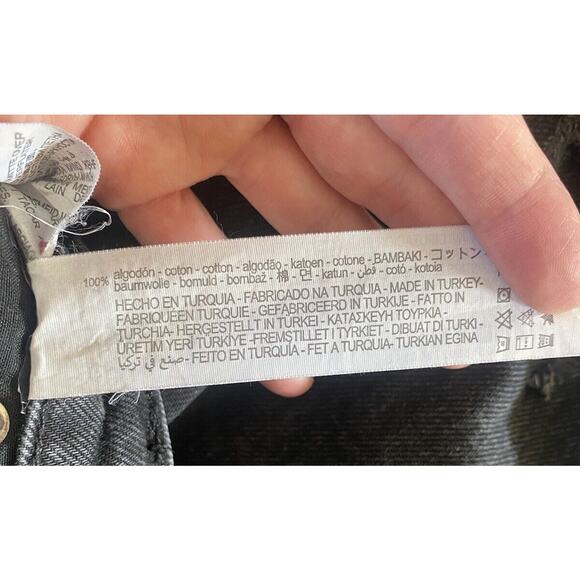 100% algodón - coton - cotton - algodão - katoen - cotone - BAMBAKI - コットン -
baumwolle - bomuld - bombaž - 棉 - 면 - katun - قطن - cotó - kotoia
HECHO EN TURQUIA - FABRICADO NA TURQUIA - MADE IN TURKEY-
FABRIQUÉEN TURQUIE - GEFABRICEERD IN TURKIJE - FATTO IN
TURCHIA- HERGESTELLT IN TÜRKEI - ΚΑΤΑΣΚΕΥΗ ΤΟΥΡΚΙΑ -
ÜRETİM YERİ TÜRKİYE -FREMSTILLET I TYRKIET - DIBUAT DI TURKI -
صنع في تركيا - FEITO EN TURQUÍA - FET A TURQUIA- TURKIAN EGINA